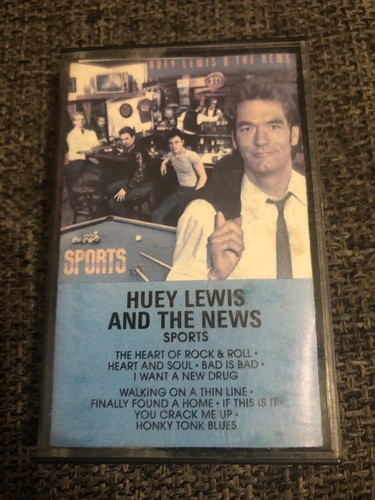 HUEY LEWIS & THE NEWS
SPORTS
HUEY LEWIS
AND THE NEWS
SPORTS
THE HEART OF ROCK & ROLL •
HEART AND SOUL • BAD IS BAD •
I WANT A NEW DRUG
WALKING ON A THIN LINE •
FINALLY FOUND A HOME • IF THIS IS IT •
YOU CRACK ME UP •
HONKY TONK BLUES